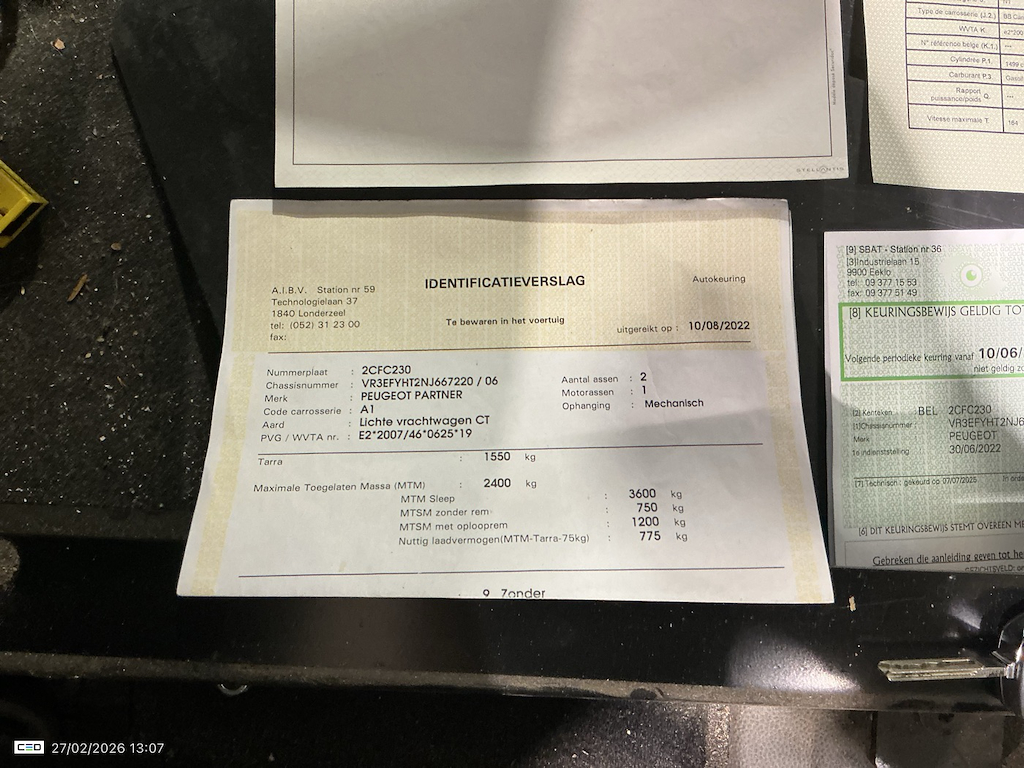 STELLANTIS
Type de carrosserie (J.2.)
WVTA K.
N° référence belge (K.1.)
---
Cylindrée P.1.
1499 c
Carburant P.3.
Rapport
puissance/poids Q.
---
Vitesse maximale T.
164
A.I.B.V. Station nr 59
Technologielaan 37
1840 Londerzeel
tel: (052) 31 23 00
fax:
IDENTIFICATIEVERSLAG
Te bewaren in het voertuig
Autokeuring
uitgereikt op : 10/08/2022
Nummerplaat : 2CFC230
Chassisnummer : VR3EFYHT2NJ667220 / 06
Merk : PEUGEOT PARTNER
Code carrosserie : A1
Aard : Lichte vrachtwagen CT
PVG / WVTA nr. : E2*2007/46*0625*19
Aantal assen : 2
Motorassen : 1
Ophanging : Mechanisch
Tarra : 1550 kg
Maximale Toegelaten Massa (MTM) : 2400 kg
MTM Sleep : 3600 kg
MTSM zonder rem : 750 kg
MTSM met oplooprem : 1200 kg
Nuttig laadvermogen(MTM-Tarra-75kg) : 775 kg
9 Zonder
[9] SBAT - Station nr 36
[3]Industrielaan 15
9900 Eeklo
tel: 09 377 15 53
fax: 09 377 51 49
[8] KEURINGSBEWIJS GELDIG TOT
Volgende periodieke keuring vanaf 10/06/
niet geldig
[2] Kenteken : BEL 2CFC230
[1]Chassisnummer : VR3EFYHT2NJ6
Merk PEUGEOT
1e indienststelling 30/06/2022
[7] Technisch : gekeurd op 07/07/2025
[6] DIT KEURINGSBEWIJS STEMT OVEREEN ME
Gebreken die aanleiding geven tot he
CEO 27/02/2026 13:07